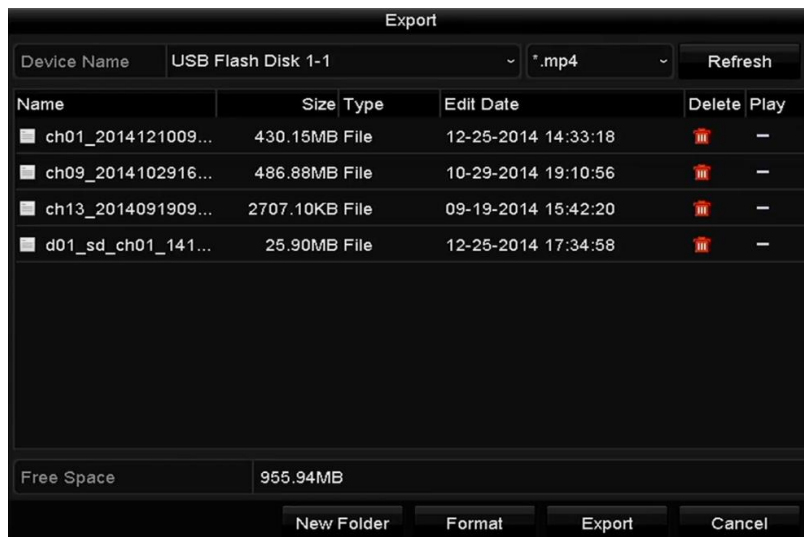 Export
Device Name USB Flash Disk 1-1 *.mp4 Refresh
Name Size Type Edit Date Delete Play
ch01_2014121009... 430.15MB File 12-25-2014 14:33:18
ch09_2014102916... 486.88MB File 10-29-2014 19:10:56
ch13_2014091909... 2707.10KB File 09-19-2014 15:42:20
d01_sd_ch01_141... 25.90MB File 12-25-2014 17:34:58
Free Space 955.94MB
New Folder Format Export Cancel